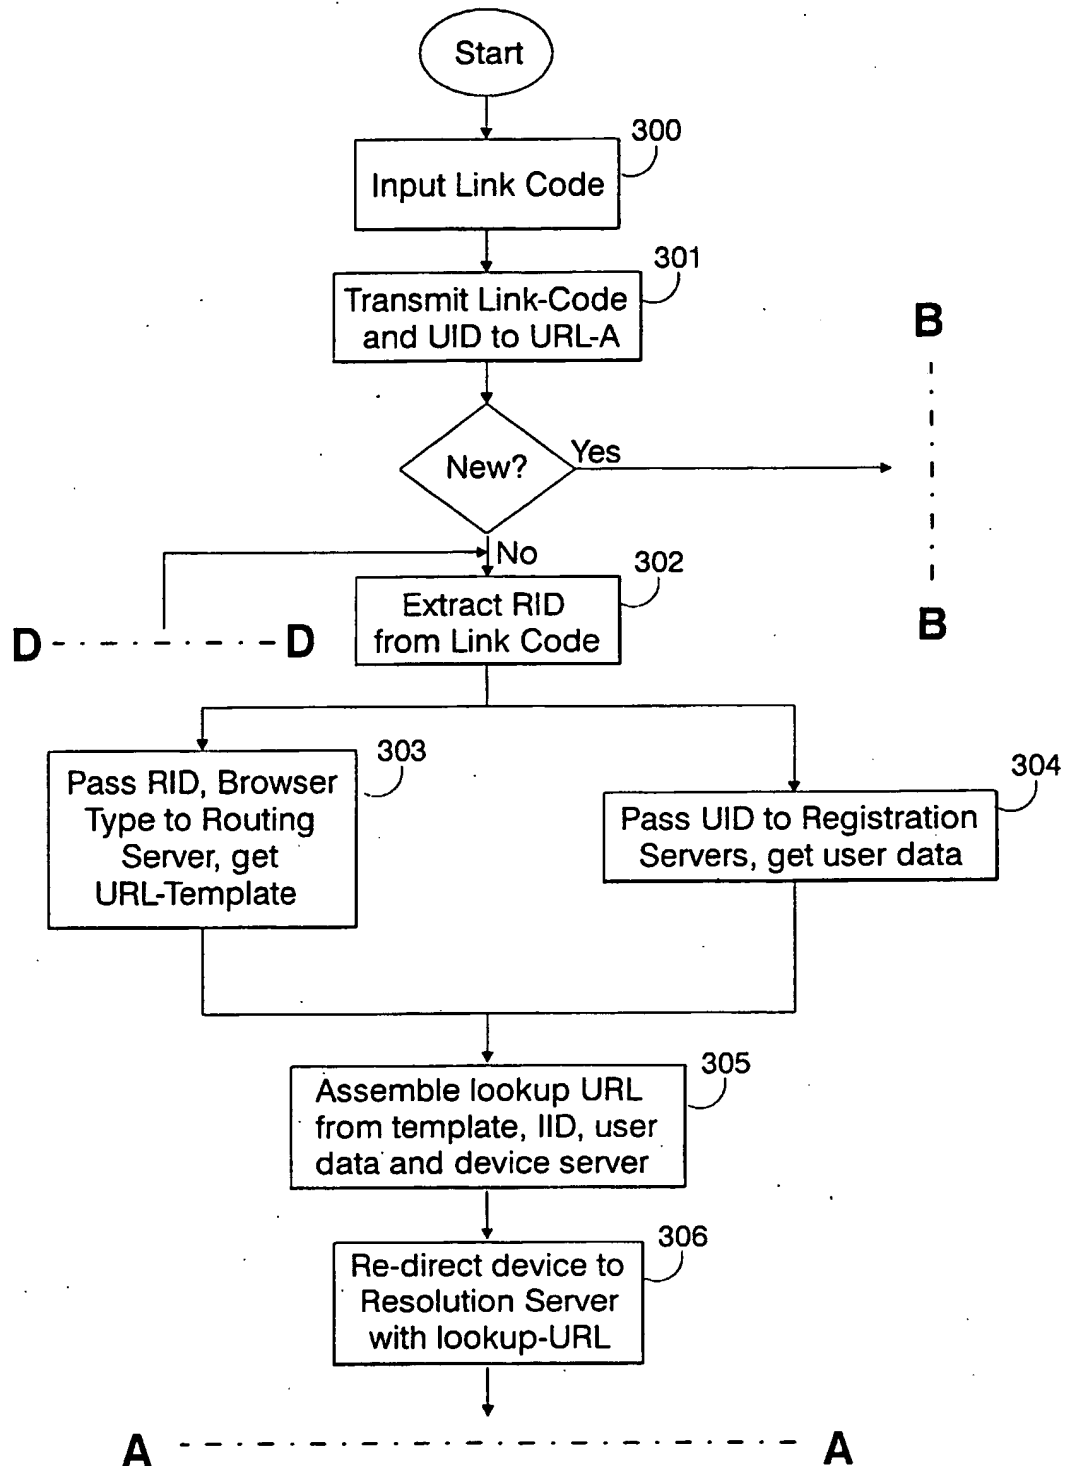 Start
300
Input Link Code
301
Transmit Link-Code
and UID to URL-A
B
New?
Yes
No
302
Extract RID
from Link Code
B
D
D
303
Pass RID, Browser
Type to Routing
Server, get
URL-Template
304
Pass UID to Registration
Servers, get user data
305
Assemble lookup URL
from template, IID, user
data and device server
306
Re-direct device to
Resolution Server
with lookup-URL
A
A